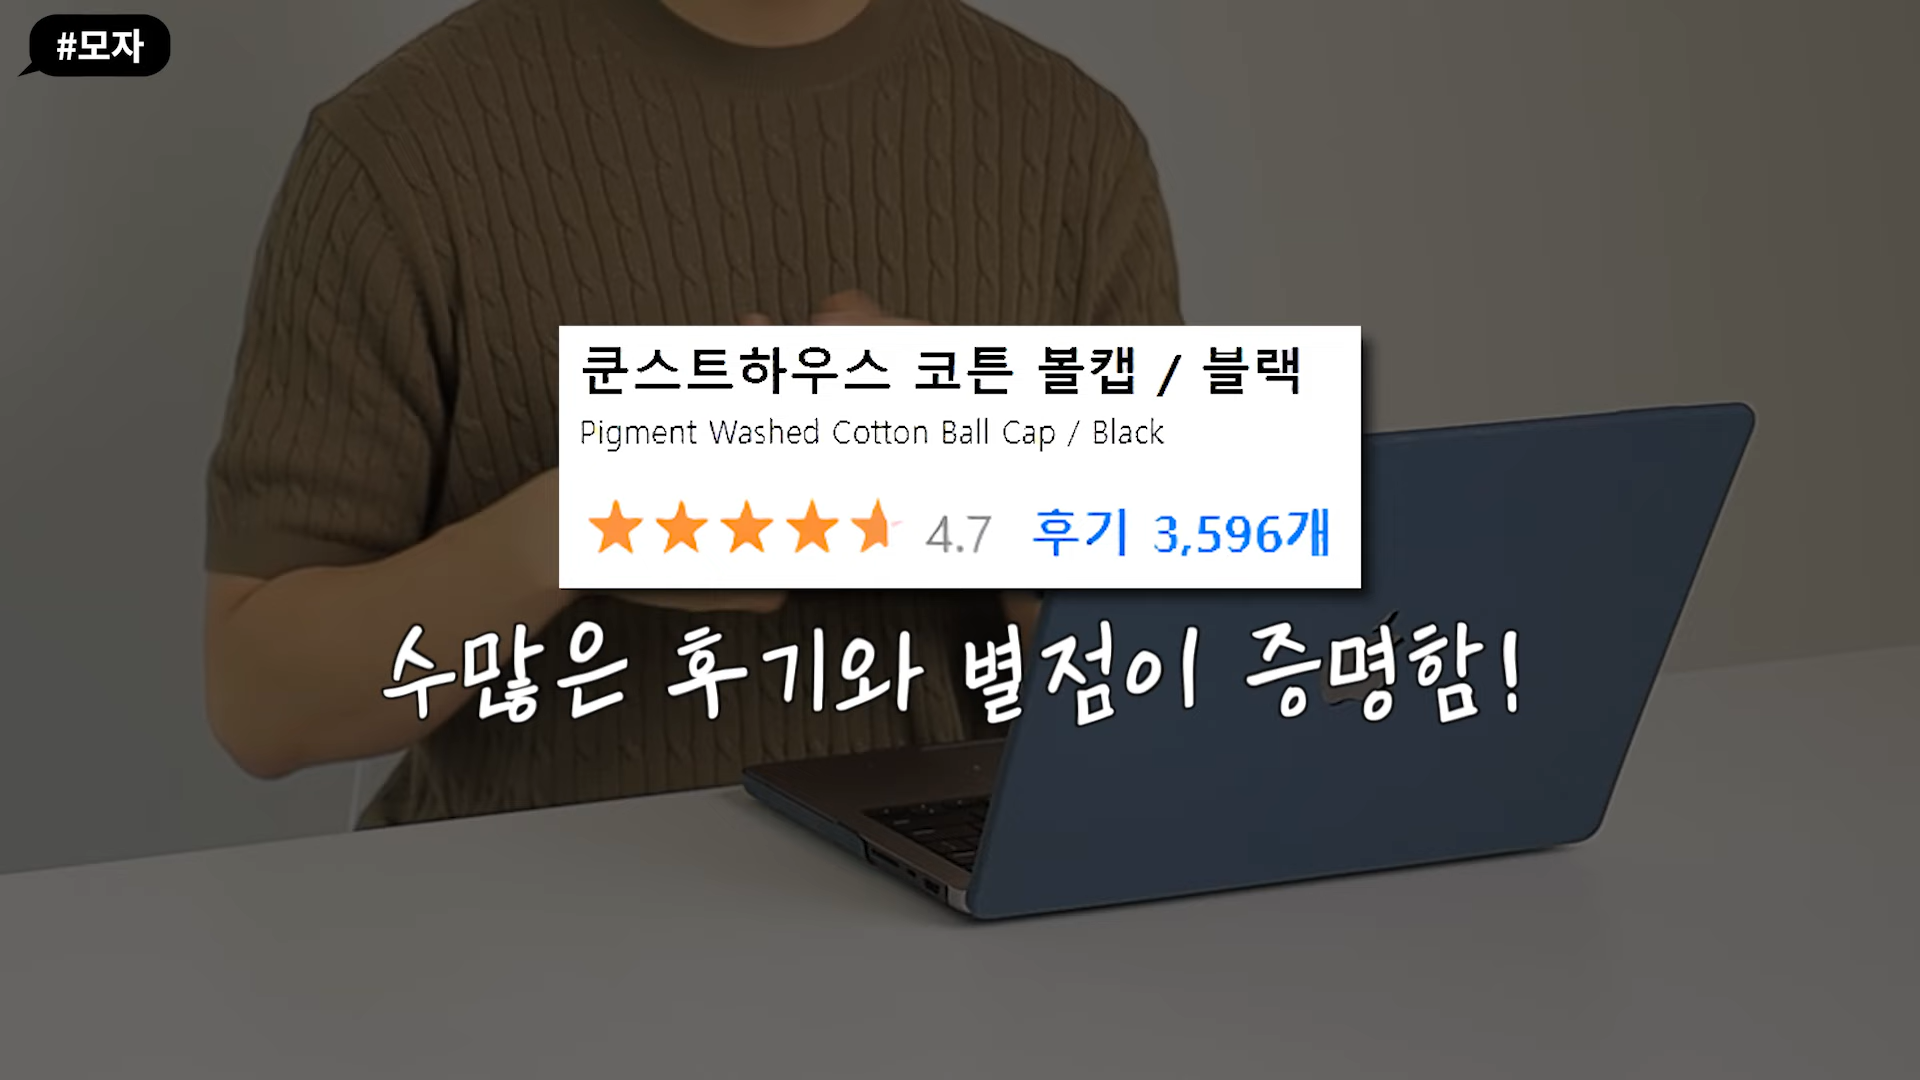 #모자
쿤스트하우스 코튼 볼캡 / 블랙
Pigment Washed Cotton Ball Cap / Black
4.7 후기 3,596개
수많은 후기와 별점이 증명함!